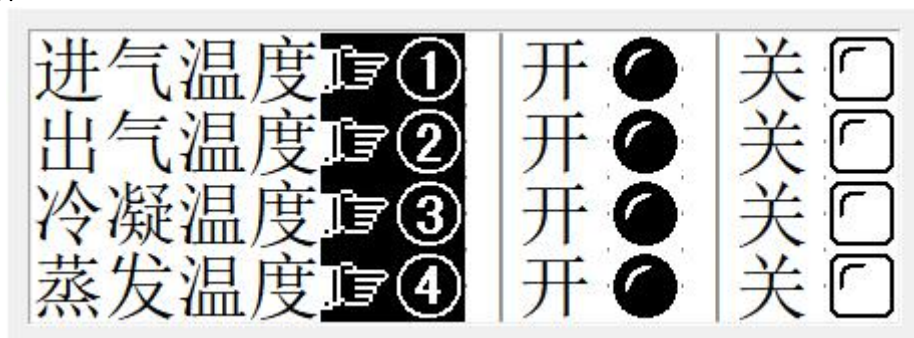 进气温度☞① 开 关
出气温度☞② 开 关
冷凝温度☞③ 开 关
蒸发温度☞④ 开 关